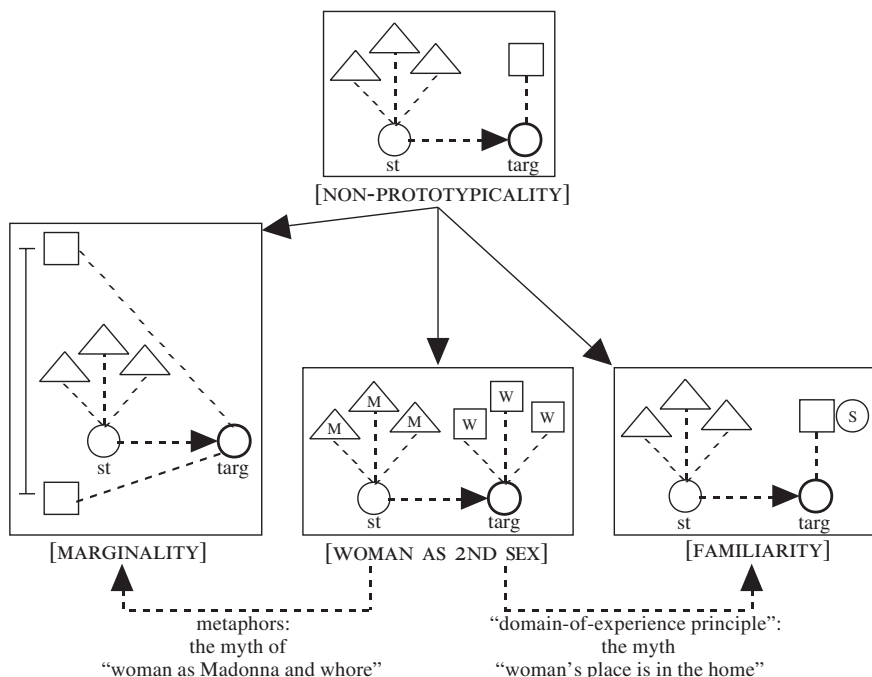 st
targ
[NON-PROTOTYPICALITY]
st
targ
[MARGINALITY]
M
M
M
W
W
W
st
targ
[WOMAN AS 2ND SEX]
S
st
targ
[FAMILIARITY]
metaphors:
the myth of
“woman as Madonna and whore”
“domain-of-experience principle”:
the myth
“woman’s place is in the home”